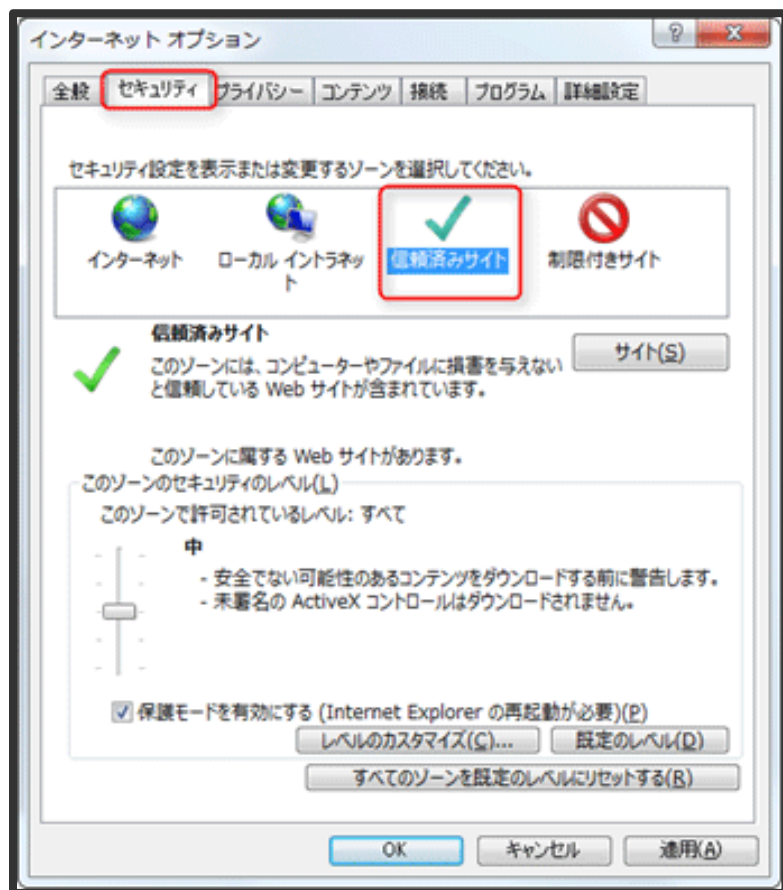 インターネット オプション
全般 セキュリティ プライバシー コンテンツ 接続 プログラム 詳細設定
セキュリティ設定を表示または変更するゾーンを選択してください。
インターネット ローカル イントラネッ 信頼済みサイト 制限付きサイト
ト
信頼済みサイト
サイト(S)
このゾーンには、コンピューターやファイルに損害を与えない
と信頼している Web サイトが含まれています。
このゾーンに属する Web サイトがあります。
このゾーンのセキュリティのレベル(L)
このゾーンで許可されているレベル: すべて
中
- 安全でない可能性のあるコンテンツをダウンロードする前に警告します。
- 未署名の ActiveX コントロールはダウンロードされません。
保護モードを有効にする (Internet Explorer の再起動が必要)(P)
レベルのカスタマイズ(C)... 既定のレベル(D)
すべてのゾーンを既定のレベルにリセットする(R)
OK キャンセル 適用(A)